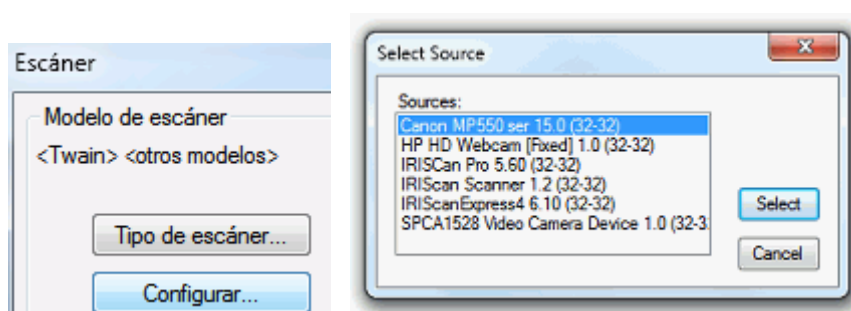 Escáner
Modelo de escáner
<Twain> <otros modelos>
Tipo de escáner...
Configurar...
Select Source
Sources:
Canon MP550 ser 15.0 (32-32)
HP HD Webcam [Fixed] 1.0 (32-32)
IRISCan Pro 5.60 (32-32)
IRIScan Scanner 1.2 (32-32)
IRIScanExpress4 6.10 (32-32)
SPCA1528 Video Camera Device 1.0 (32-3
Select
Cancel